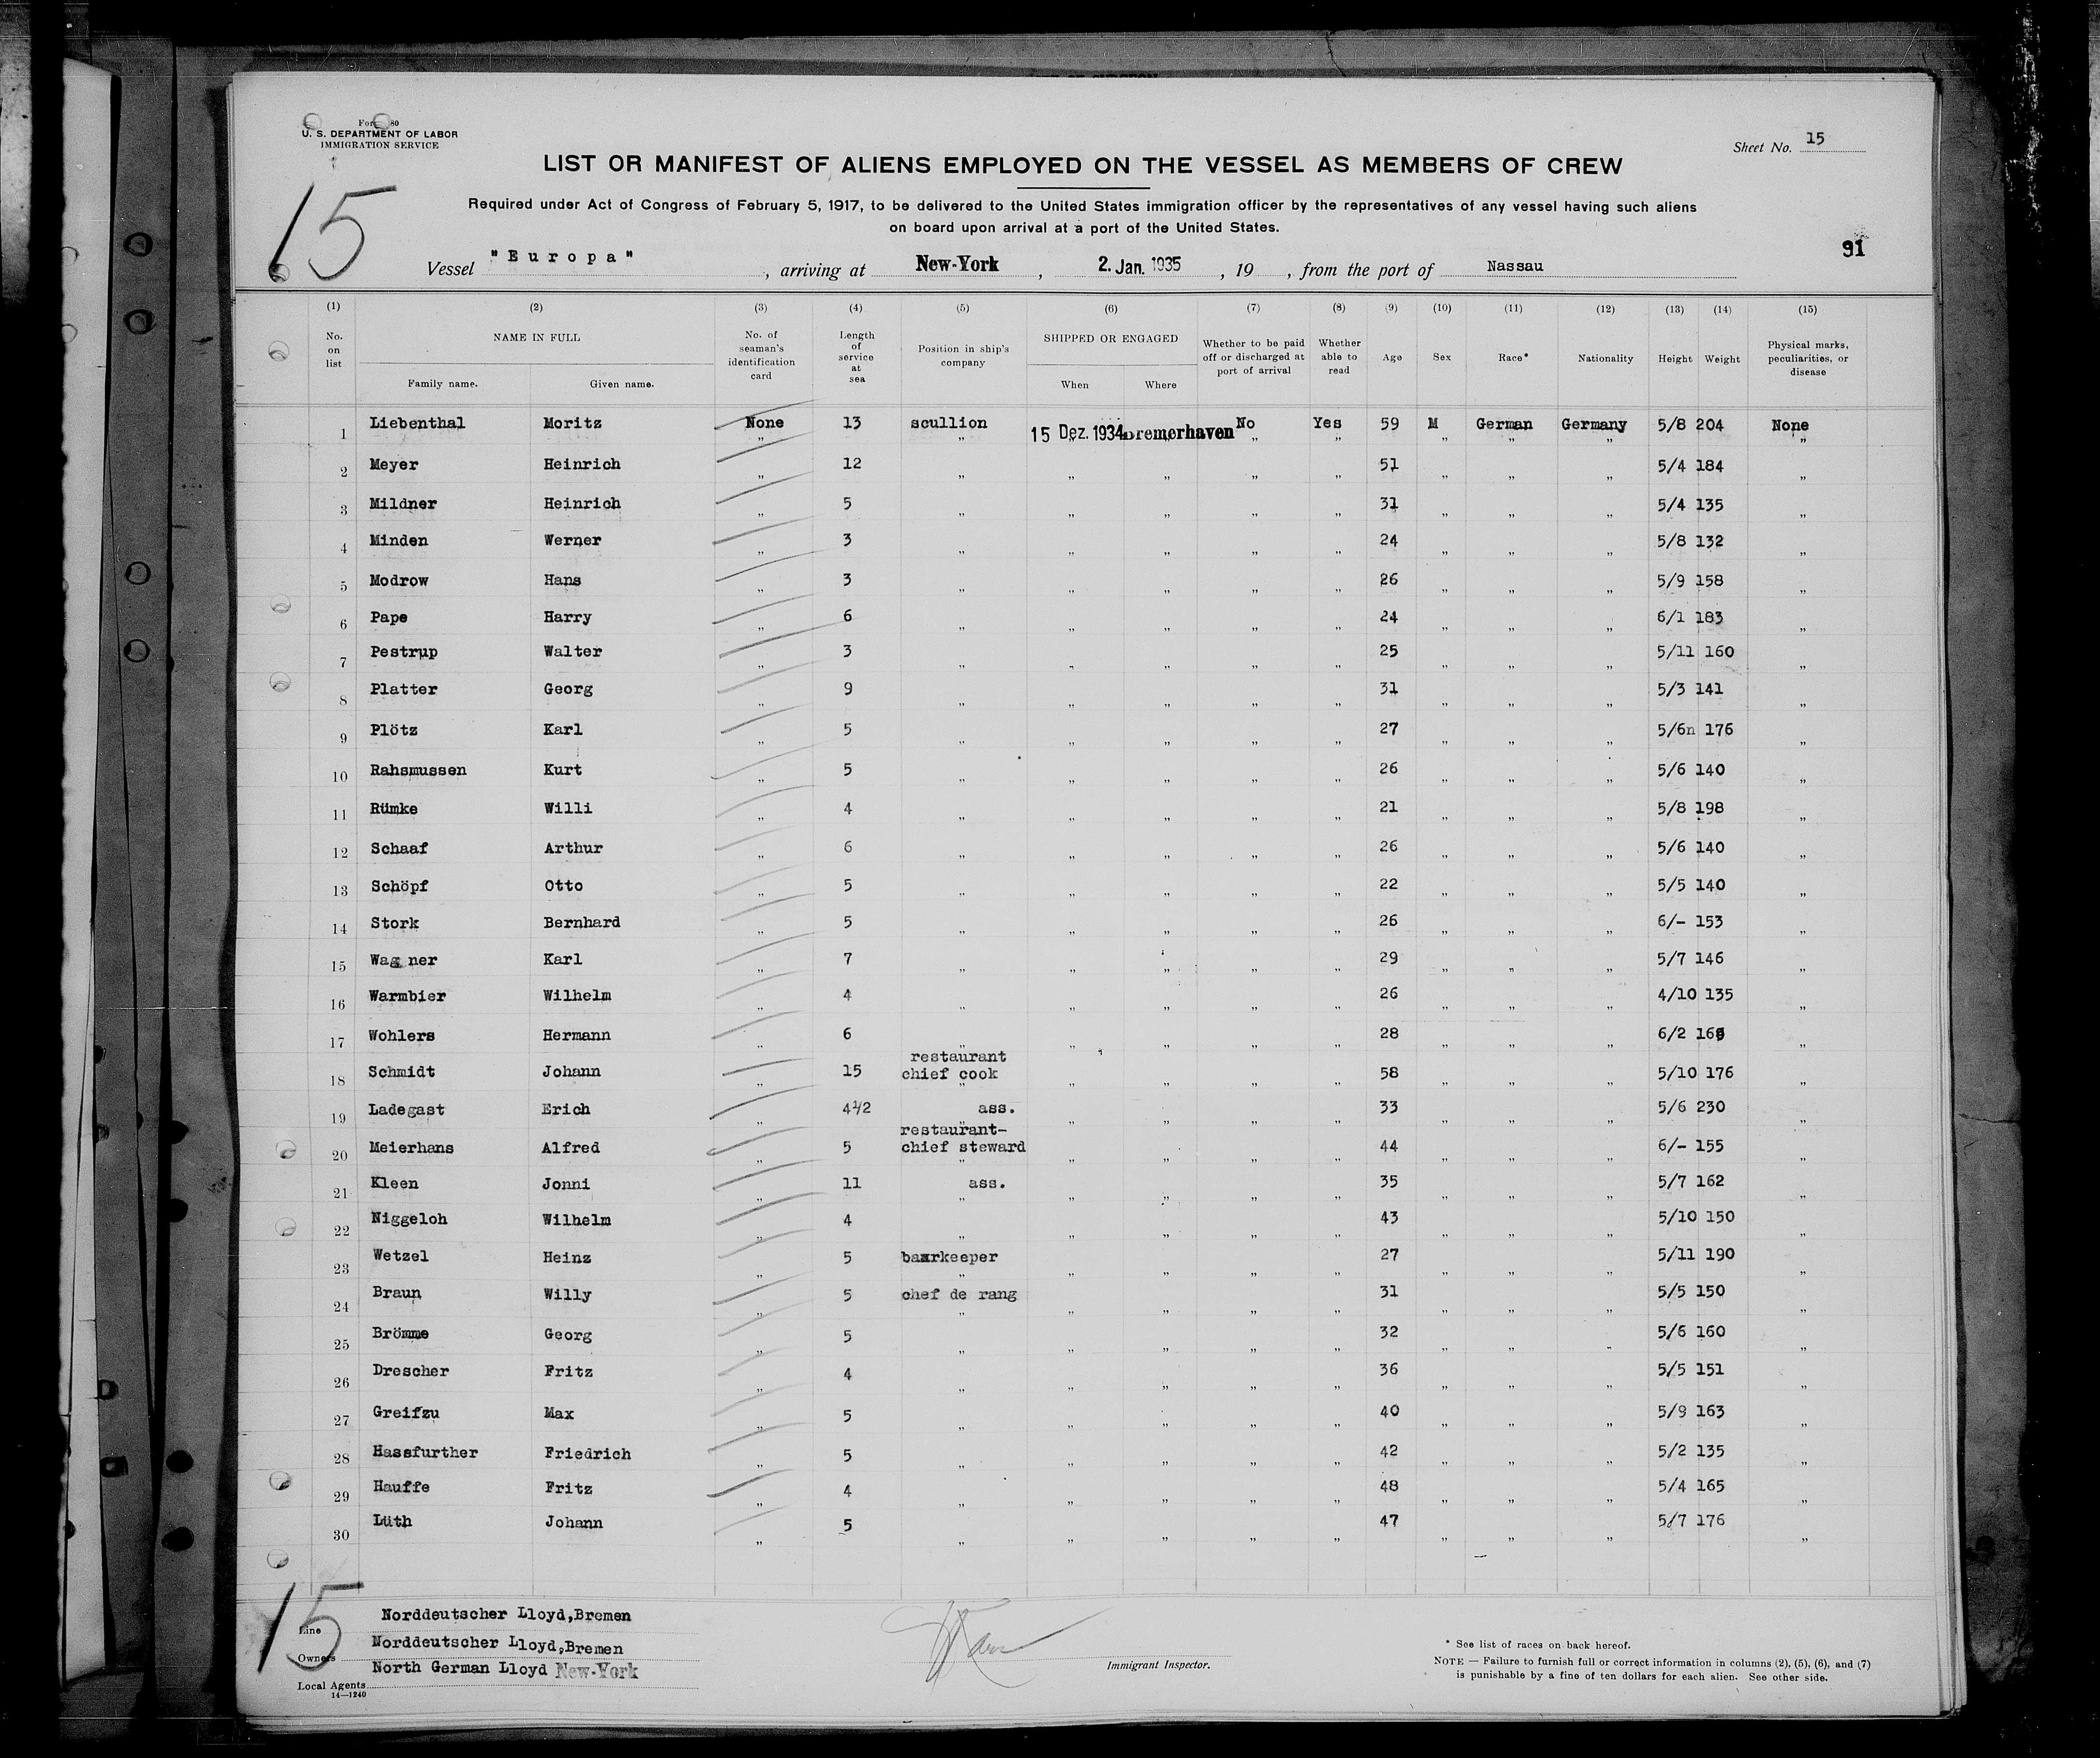 U. S. DEPARTMENT OF LABOR
IMMIGRATION SERVICE
Sheet No. 15
LIST OR MANIFEST OF ALIENS EMPLOYED ON THE VESSEL AS MEMBERS OF CREW
Required under Act of Congress of February 5, 1917, to be delivered to the United States immigration officer by the representatives of any vessel having such aliens
on board upon arrival at a port of the United States.
15
91
Vessel "Europa", arriving at New-York, 2. Jan. 1935, 19 , from the port of Nassau
(1) (2) (3) (4) (5) (6) (7) (8) (9) (10) (11) (12) (13) (14) (15)
No. on list NAME IN FULL Family name. Given name. No. of seaman's identification card Length of service at sea Position in ship's company SHIPPED OR ENGAGED When Where Whether to be paid off or discharged at port of arrival Whether able to read Age Sex Race* Nationality Height Weight Physical marks, peculiarities, or disease
1 Liebenthal Moritz None 13 scullion 15 Dez. 1934 Bremerhaven No Yes 59 M German Germany 5/8 204 None
2 Meyer Heinrich „ 12 „ „ „ „ „ 51 „ „ „ 5/4 184 „
3 Mildner Heinrich „ 5 „ „ „ „ „ 31 „ „ „ 5/4 135 „
4 Minden Werner „ 3 „ „ „ „ „ 24 „ „ „ 5/8 132 „
5 Modrow Hans „ 3 „ „ „ „ „ 26 „ „ „ 5/9 158 „
6 Pape Harry „ 6 „ „ „ „ „ 24 „ „ „ 6/1 183 „
7 Pestrup Walter „ 3 „ „ „ „ „ 25 „ „ „ 5/11 160 „
8 Platter Georg „ 9 „ „ „ „ „ 31 „ „ „ 5/3 141 „
9 Plötz Karl „ 5 „ „ „ „ „ 27 „ „ „ 5/6n 176 „
10 Rahsmussen Kurt „ 5 „ „ „ „ „ 26 „ „ „ 5/6 140 „
11 Rümke Willi „ 4 „ „ „ „ „ 21 „ „ „ 5/8 198 „
12 Schaaf Arthur „ 6 „ „ „ „ „ 26 „ „ „ 5/6 140 „
13 Schöpf Otto „ 5 „ „ „ „ „ 22 „ „ „ 5/5 140 „
14 Stork Bernhard „ 5 „ „ „ „ „ 26 „ „ „ 6/- 153 „
15 Wag ner Karl „ 7 „ „ „ „ „ 29 „ „ „ 5/7 146 „
16 Warmbier Wilhelm „ 4 „ „ „ „ „ 26 „ „ „ 4/10 135 „
17 Wohlers Hermann „ 6 „ „ „ „ „ 28 „ „ „ 6/2 „
18 Schmidt Johann „ 15 restaurant chief cook „ „ „ „ 58 „ „ „ 5/10 176 „
19 Ladegast Erich „ 4½ „ ass. „ „ „ „ 33 „ „ „ 5/6 230 „
20 Meierhans Alfred „ 5 restaurant- chief steward „ „ „ „ 44 „ „ „ 6/- 155 „
21 Kleen Jonni „ 11 „ ass. „ „ „ „ 35 „ „ „ 5/7 162 „
22 Niggeloh Wilhelm „ 4 „ „ „ „ „ 43 „ „ „ 5/10 150 „
23 Wetzel Heinz „ 5 baarkeeper „ „ „ „ 27 „ „ „ 5/11 190 „
24 Braun Willy „ 5 chef de rang „ „ „ „ 31 „ „ „ 5/5 150 „
25 Brömme Georg „ 5 „ „ „ „ „ 32 „ „ „ 5/6 160 „
26 Drescher Fritz „ 4 „ „ „ „ „ 36 „ „ „ 5/5 151 „
27 Greifzu Max „ 5 „ „ „ „ „ 40 „ „ „ 5/9 163 „
28 Hassfurther Friedrich „ 5 „ „ „ „ „ 42 „ „ „ 5/2 135 „
29 Hauffe Fritz „ 4 „ „ „ „ „ 48 „ „ „ 5/4 165 „
30 Lüth Johann „ 5 „ „ „ „ „ 47 „ „ „ 5/7 176 „
15
Line Norddeutscher Lloyd,Bremen
Owners Norddeutscher Lloyd,Bremen
Local Agents North German Lloyd New-York
14—1240
Immigrant Inspector.
* See list of races on back hereof.
NOTE — Failure to furnish full or correct information in columns (2), (5), (6), and (7)
is punishable by a fine of ten dollars for each alien. See other side.